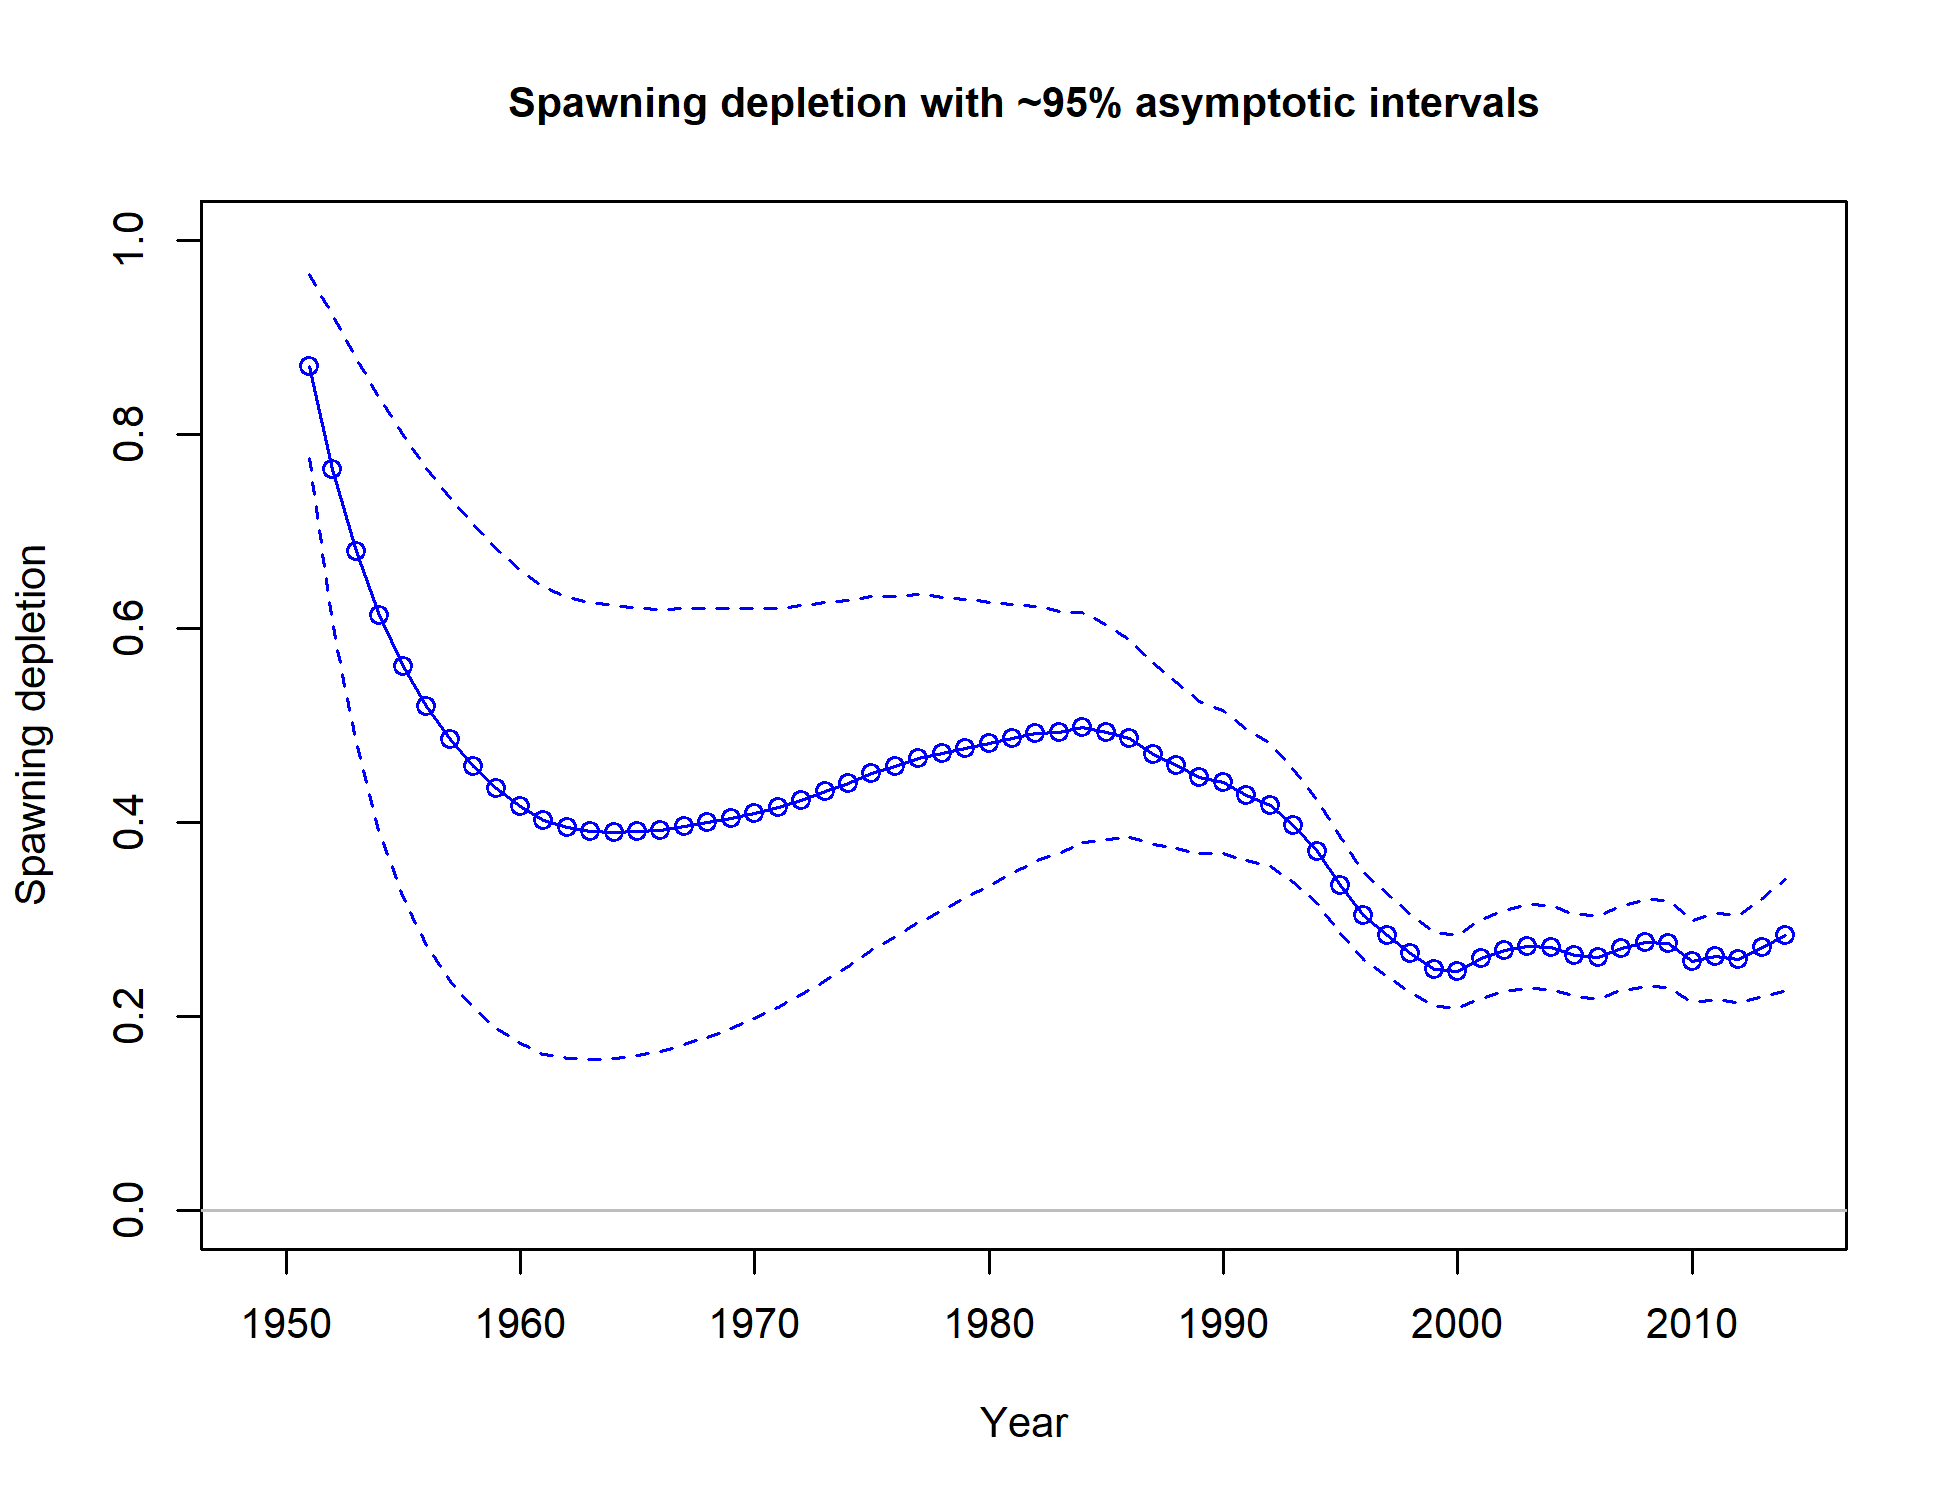 Spawning depletion with ~95% asymptotic intervals
Spawning depletion
1.0
0.8
0.6
0.4
0.2
0.0
1950 1960 1970 1980 1990 2000 2010
Year